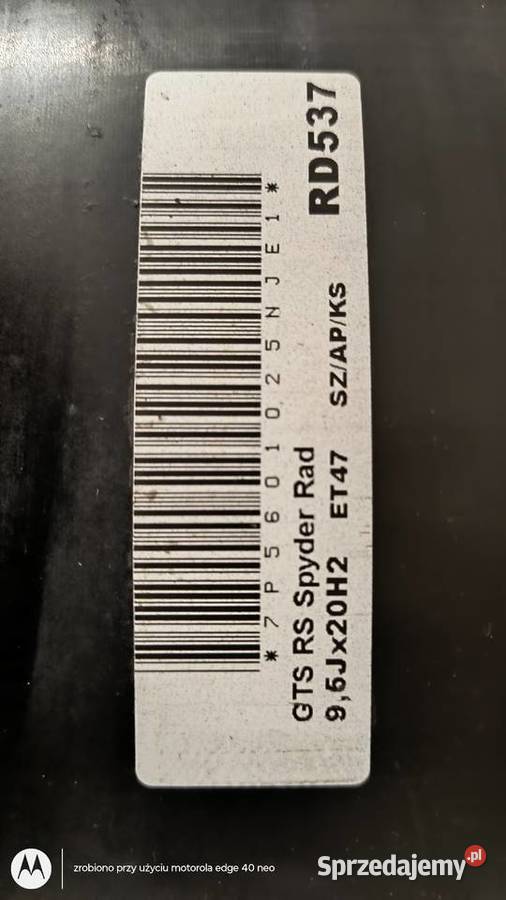 *7P5601025NJE1*
RD537
GTS RS Spyder Rad
9,5Jx20H2 ET47 SZ/AP/KS
zrobiono przy użyciu motorola edge 40 neo
Sprzedajemy.pl